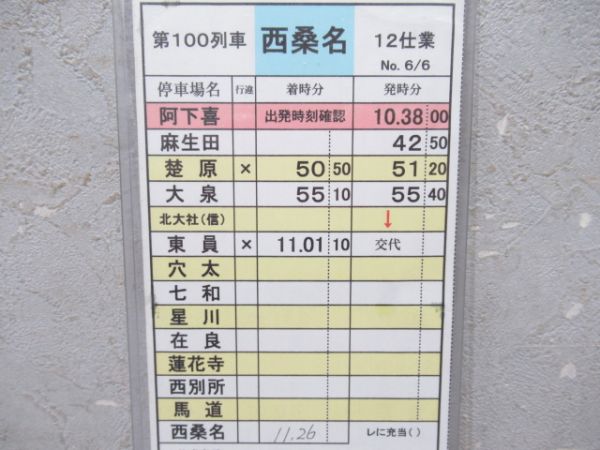 第100列車 西桑名 12仕業
No. 6/6
停車場名 行違 着時分 発時分
阿下喜 出発時刻確認 10.38 00
麻生田 42 50
楚原 × 50 50 51 20
大泉 55 10 55 40
北大社(信) ↓
東員 × 11.01 10 交代
穴太
七和
星川
在良
蓮花寺
西別所
馬道
西桑名 11.26 レに充当()